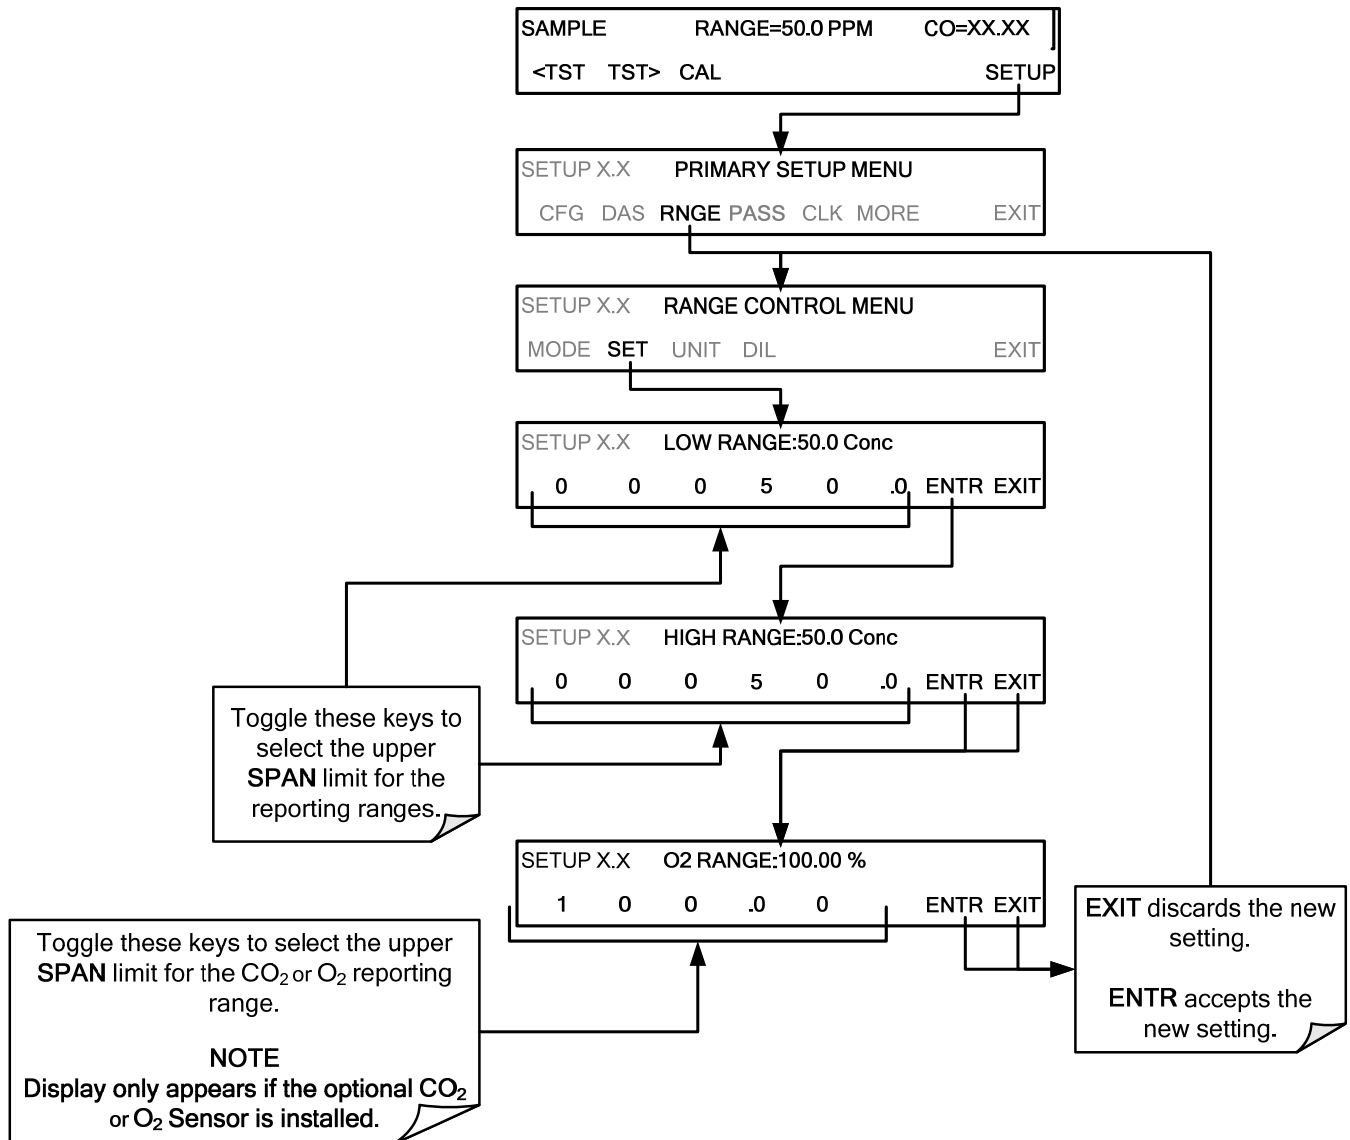 SAMPLE RANGE=50.0 PPM CO=XX.XX
<TST TST> CAL SETUP
SETUP X.X PRIMARY SETUP MENU
CFG DAS RNGE PASS CLK MORE EXIT
SETUP X.X RANGE CONTROL MENU
MODE SET UNIT DIL EXIT
SETUP X.X LOW RANGE:50.0 Conc
0 0 0 5 0 .0 ENTR EXIT
SETUP X.X HIGH RANGE:50.0 Conc
0 0 0 5 0 .0 ENTR EXIT
Toggle these keys to
select the upper
SPAN limit for the
reporting ranges.
SETUP X.X O2 RANGE:100.00 %
1 0 0 .0 0 ENTR EXIT
Toggle these keys to select the upper
SPAN limit for the CO₂ or O₂ reporting
range.
NOTE
Display only appears if the optional CO₂
or O₂ Sensor is installed.
EXIT discards the new
setting.
ENTR accepts the
new setting.